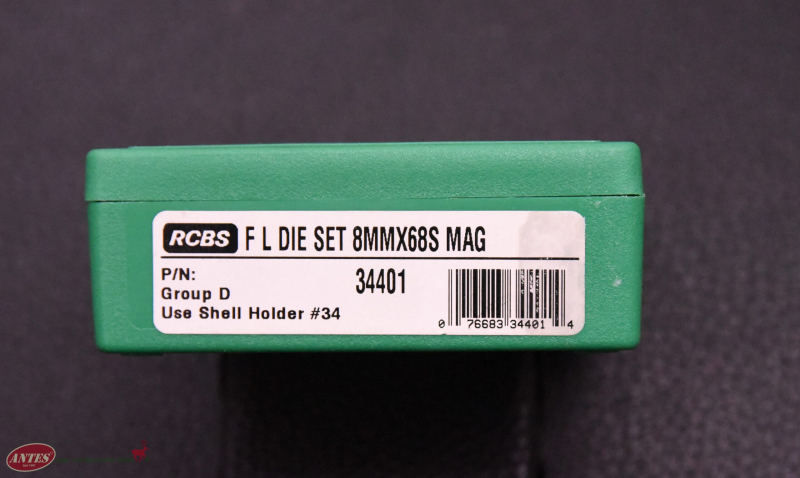 RCBS F L DIE SET 8MMX68S MAG
P/N: 34401
Group D
Use Shell Holder #34
0 76683 34401 4
ANTES